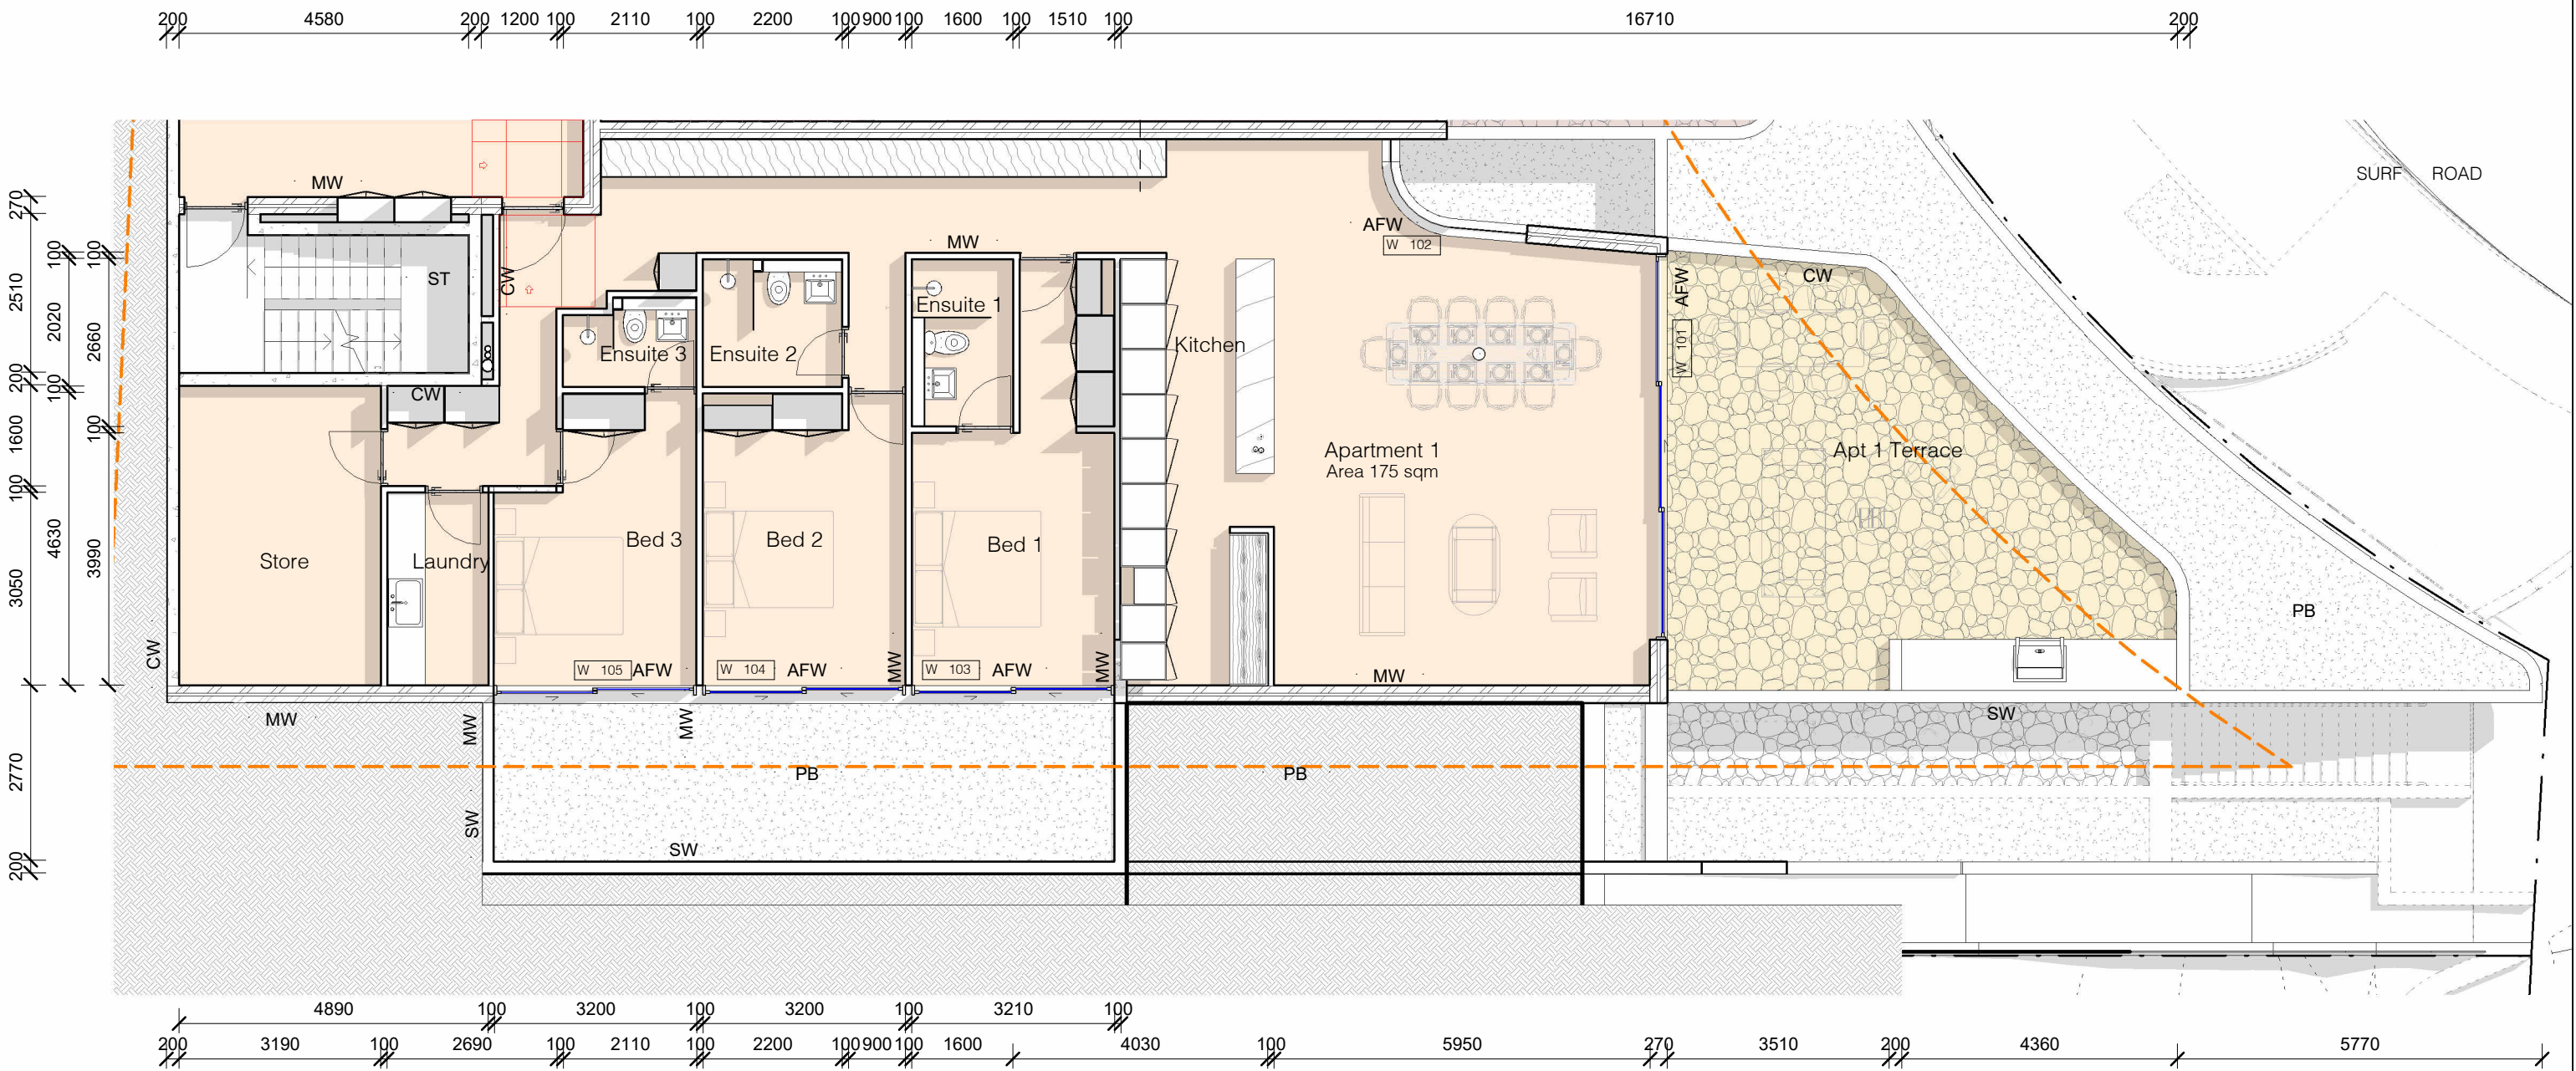 200 4580 200 1200 100 2110 100 2200 100 900 100 1600 100 1510 100 16710 200
SURF ROAD
MW
270
MW
AFW
W 102
100
100
ST
CW
AFW
CW
2510
Ensuite 1
2020
2660
Ensuite 3
Ensuite 2
Kitchen
W 101
200
100
CW
1600
100
Apartment 1
Area 175 sqm
Apt 1 Terrace
100
4630
3990
Store
Laundry
Bed 3
Bed 2
Bed 1
3050
PB
CW
W 105 AFW
W 104 AFW
MW
W 103 AFW
MW
MW
MW
MW
MW
SW
2770
PB
PB
SW
SW
200
4890 100 3200 100 3200 100 3210 100
200 3190 100 2690 100 2110 100 2200 100 900 100 1600 4030 100 5950 270 3510 200 4360 5770